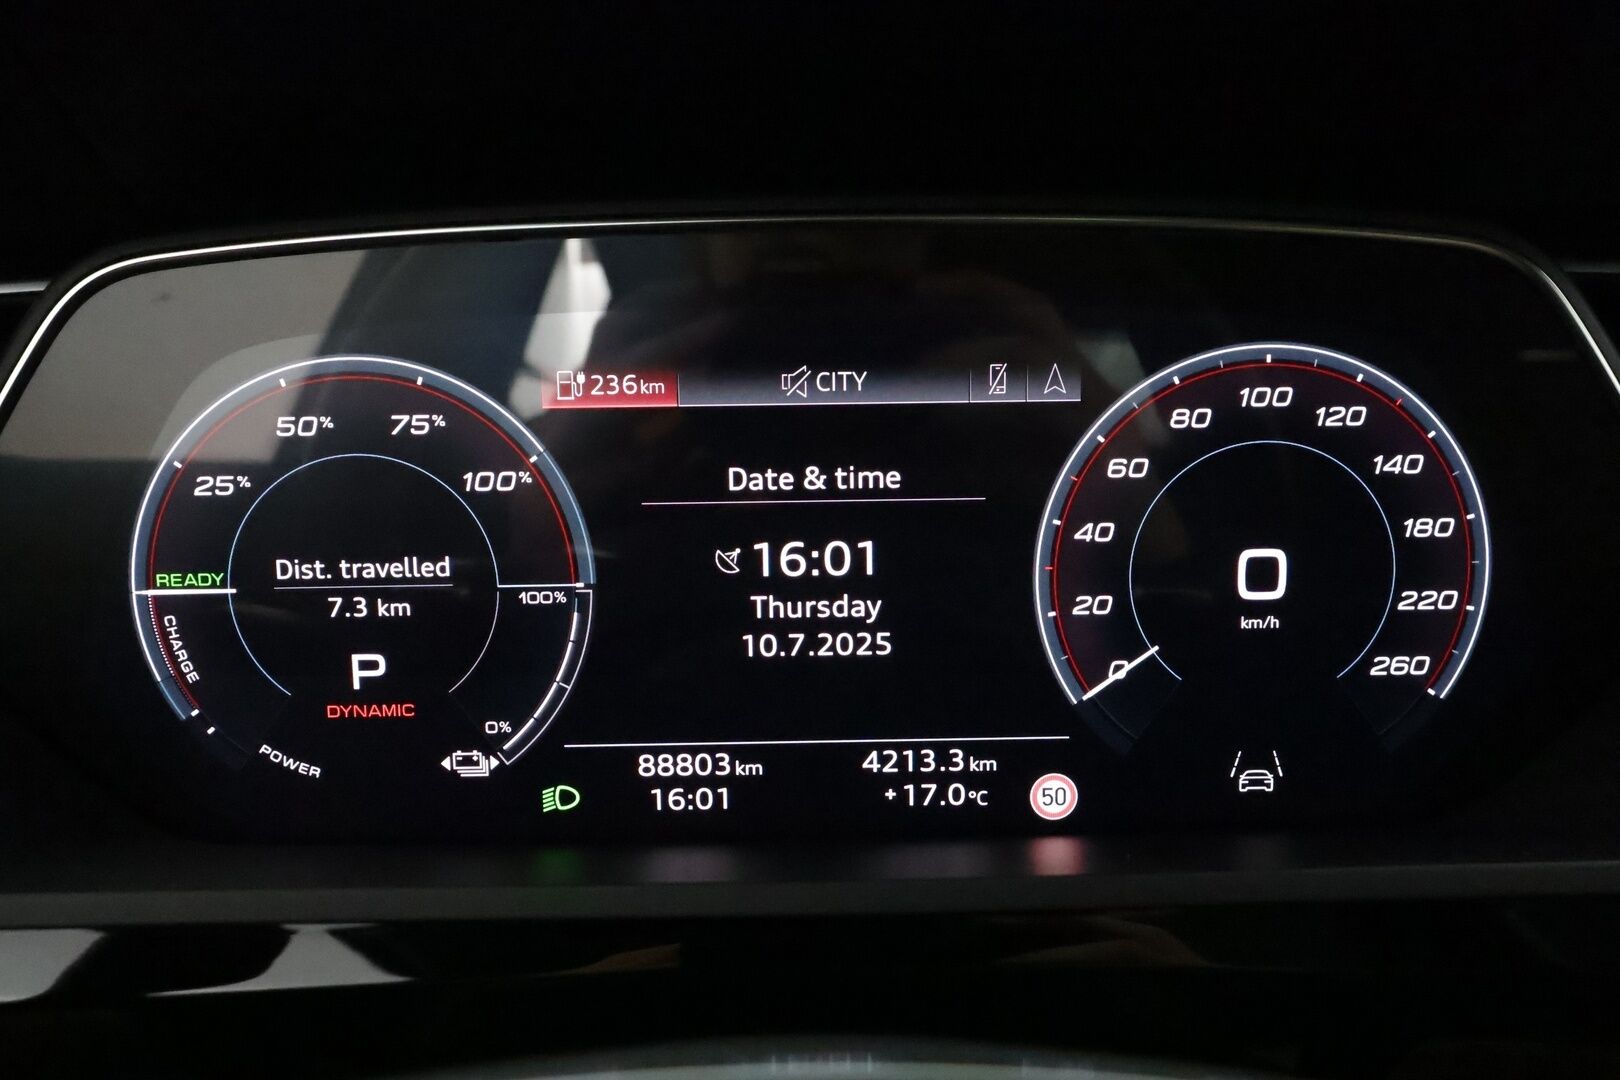 236 km
CITY
Date & time
16:01
Thursday
10.7.2025
25%
50%
75%
100%
READY
CHARGE
POWER
Dist. travelled
7.3 km
P
DYNAMIC
100%
0%
88803 km
16:01
4213.3 km
+17.0 °C
50
0
20
40
60
80
100
120
140
180
220
260
0
km/h